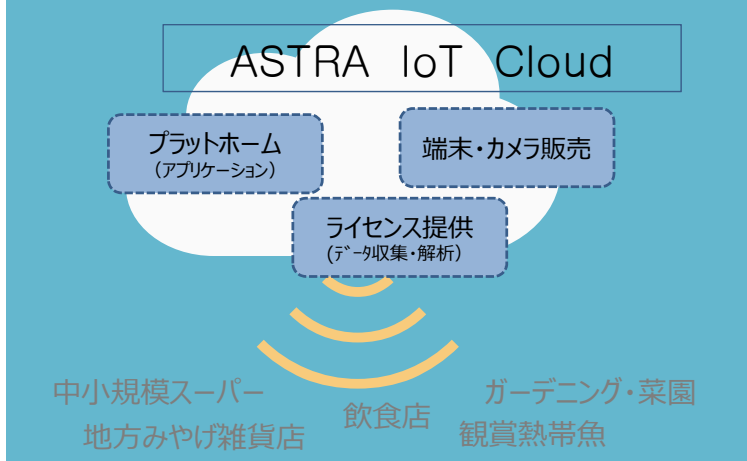 ASTRA IoT Cloud
プラットホーム
（アプリケーション）
端末・カメラ販売
ライセンス提供
(ﾃﾞｰﾀ収集・解析）
中小規模スーパー
ガーデニング・菜園
飲食店
地方みやげ雑貨店
観賞熱帯魚